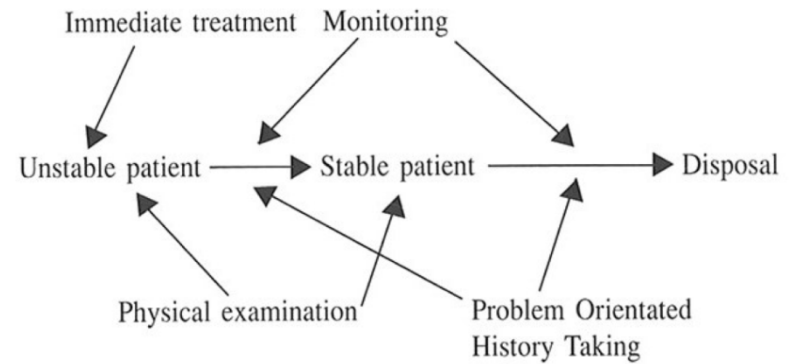 Immediate treatment Monitoring
Unstable patient Stable patient Disposal
Physical examination Problem Orientated
History Taking